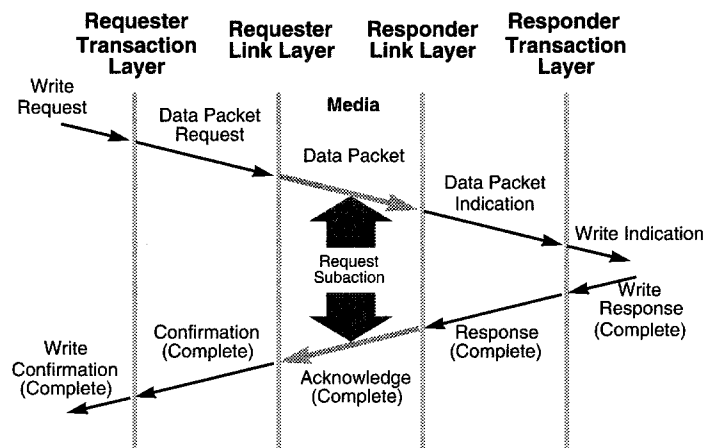 Requester
Transaction
Layer
Requester
Link Layer
Responder
Link Layer
Responder
Transaction
Layer
Write
Request
Data Packet
Request
Media
Data Packet
Data Packet
Indication
Write Indication
Request
Subaction
Write
Response
(Complete)
Response
(Complete)
Acknowledge
(Complete)
Confirmation
(Complete)
Write
Confirmation
(Complete)